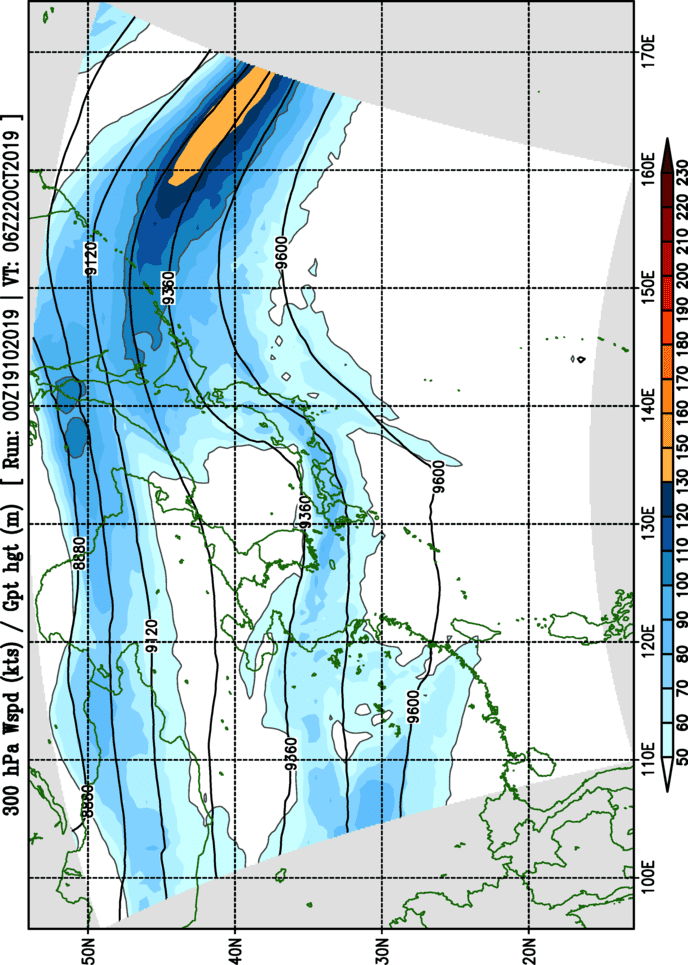 300 hPa Wspd (kts) / Gpt hgt (m) [ Run: 00Z19102019 | VT: 06Z22OCT2019 ]
8880
50N
8880
9120
9120
9360
40N
9600
9360
9360
30N
9600
9600
20N
100E 110E 120E 130E 140E 150E 160E 170E
50 60 70 80 90 100 110 120 130 140 150 160 170 180 190 200 210 220 230